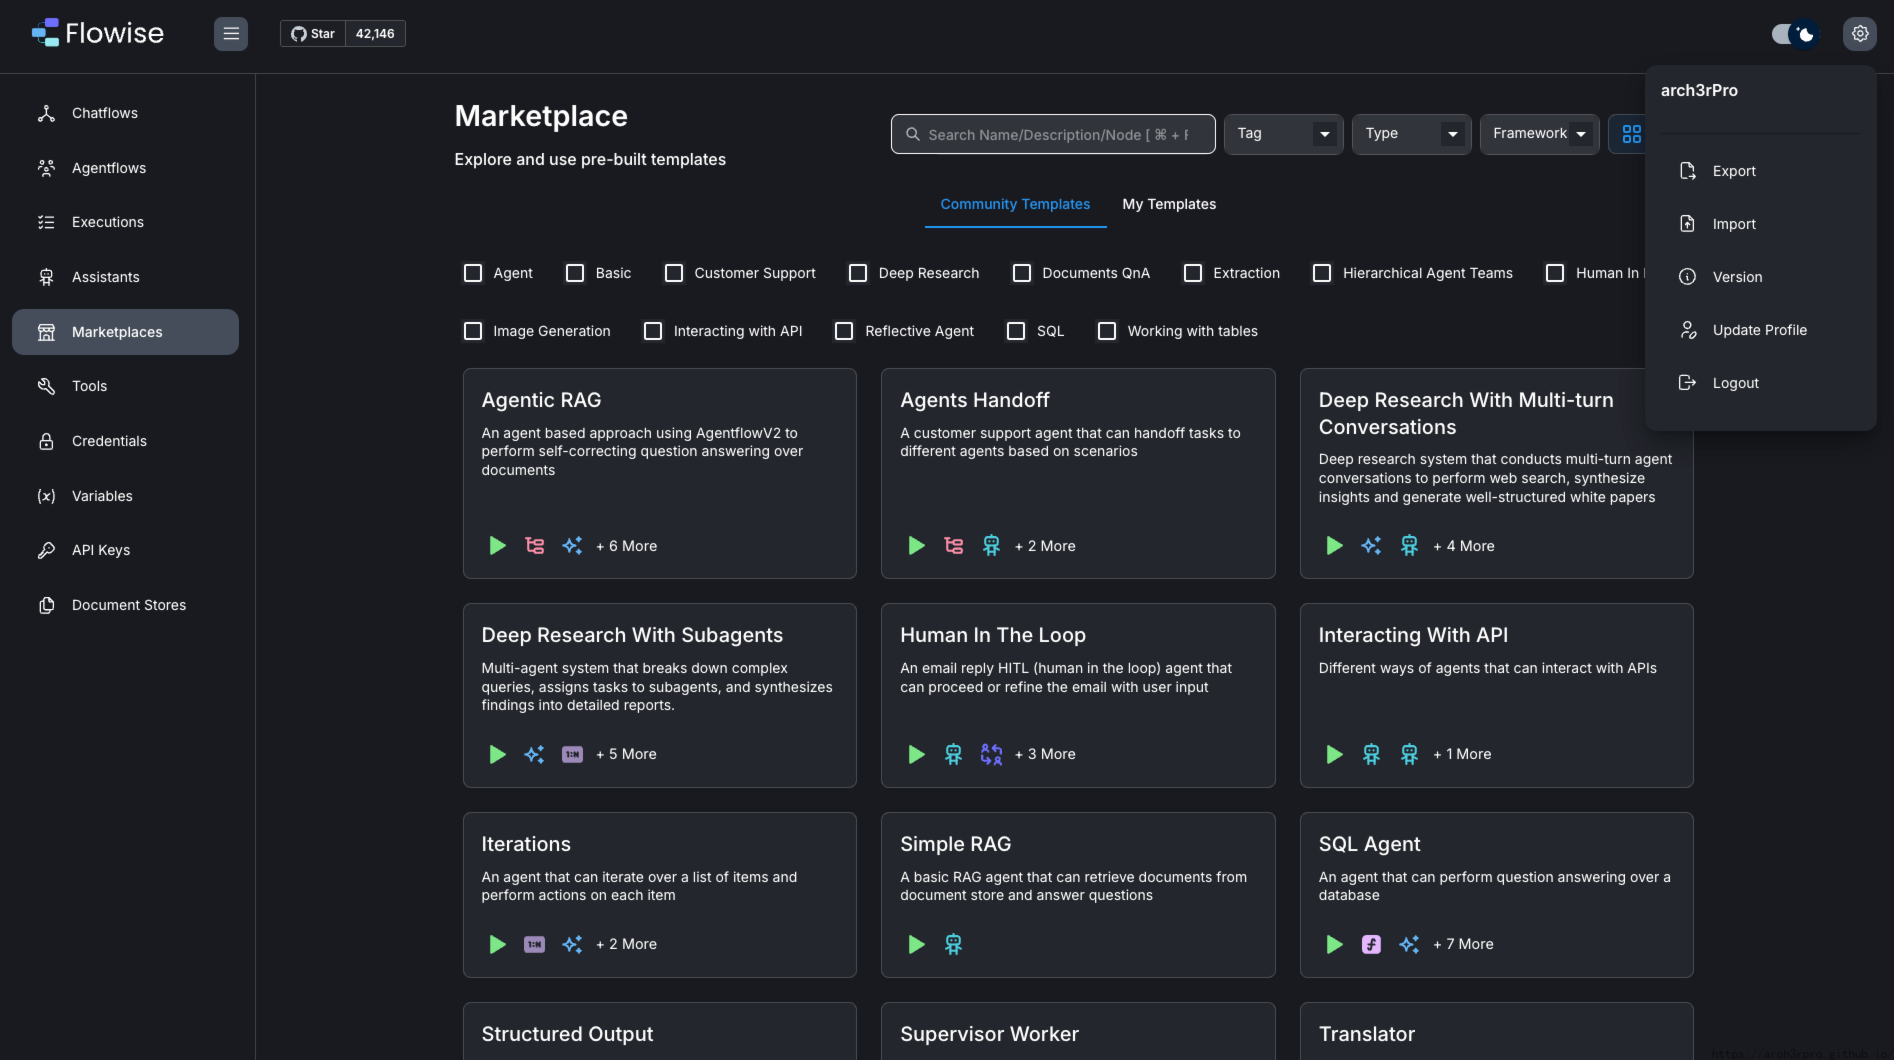 Flowise
Star 42,146
arch3rPro
Export
Import
Version
Update Profile
Logout
Chatflows
Agentflows
Executions
Assistants
Marketplaces
Tools
Credentials
Variables
API Keys
Document Stores
Marketplace
Explore and use pre-built templates
Search Name/Description/Node [ ⌘ + F
Tag
Type
Framework
Community Templates
My Templates
Agent
Basic
Customer Support
Deep Research
Documents QnA
Extraction
Hierarchical Agent Teams
Human In
Image Generation
Interacting with API
Reflective Agent
SQL
Working with tables
Agentic RAG
An agent based approach using AgentflowV2 to
perform self-correcting question answering over
documents
+ 6 More
Agents Handoff
A customer support agent that can handoff tasks to
different agents based on scenarios
+ 2 More
Deep Research With Multi-turn
Conversations
Deep research system that conducts multi-turn agent
conversations to perform web search, synthesize
insights and generate well-structured white papers
+ 4 More
Deep Research With Subagents
Multi-agent system that breaks down complex
queries, assigns tasks to subagents, and synthesizes
findings into detailed reports.
1:N
+ 5 More
Human In The Loop
An email reply HITL (human in the loop) agent that
can proceed or refine the email with user input
+ 3 More
Interacting With API
Different ways of agents that can interact with APIs
+ 1 More
Iterations
An agent that can iterate over a list of items and
perform actions on each item
1:N
+ 2 More
Simple RAG
A basic RAG agent that can retrieve documents from
document store and answer questions
SQL Agent
An agent that can perform question answering over a
database
+ 7 More
Structured Output
Supervisor Worker
Translator